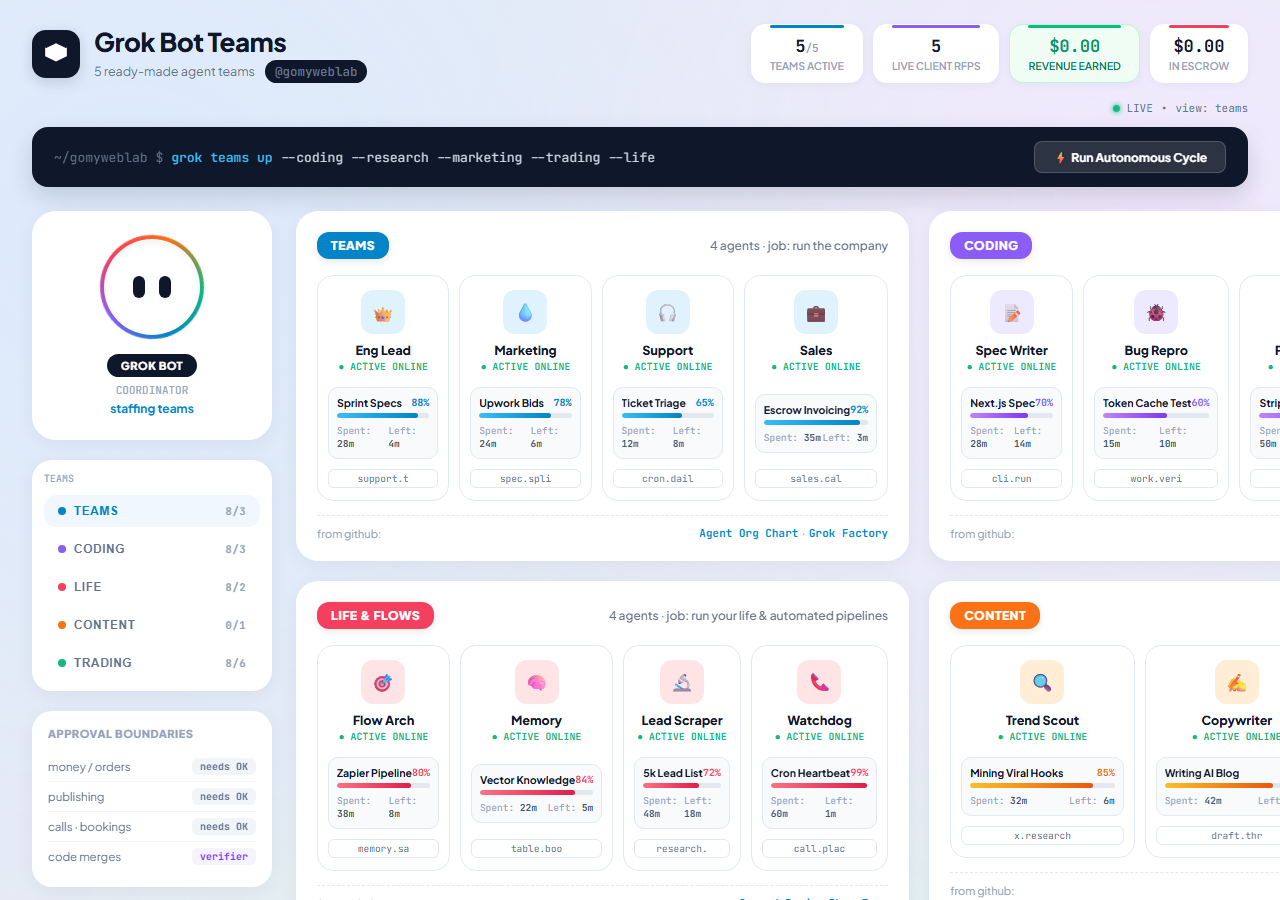 Grok Bot Teams
5 ready-made agent teams @gomyweblab
5/5
TEAMS ACTIVE
5
LIVE CLIENT RFPS
$0.00
REVENUE EARNED
$0.00
IN ESCROW
LIVE • view: teams
~/gomyweblab $ grok teams up --coding --research --marketing --trading --life
Run Autonomous Cycle
GROK BOT
COORDINATOR
staffing teams
TEAMS
TEAMS 8/3
CODING 8/3
LIFE 8/2
CONTENT 0/1
TRADING 8/6
APPROVAL BOUNDARIES
money / orders needs OK
publishing needs OK
calls · bookings needs OK
code merges verifier
TEAMS
4 agents · job: run the company
Eng Lead
● ACTIVE ONLINE
Sprint Specs 88%
Spent: 28m
Left: 4m
support.t
Marketing
● ACTIVE ONLINE
Upwork Bids 78%
Spent: 24m
Left: 6m
spec.spli
Support
● ACTIVE ONLINE
Ticket Triage 65%
Spent: 12m
Left: 8m
cron.dail
Sales
● ACTIVE ONLINE
Escrow Invoicing 92%
Spent: 35m Left: 3m
sales.cal
from github:
Agent Org Chart · Grok Factory
CODING
Spec Writer
● ACTIVE ONLINE
Next.js Spec 70%
Spent: 28m
Left: 14m
cli.run
Bug Repro
● ACTIVE ONLINE
Token Cache Test 60%
Spent: 15m
Left: 10m
work.veri
50m
from github:
LIFE & FLOWS
4 agents · job: run your life & automated pipelines
Flow Arch
● ACTIVE ONLINE
Zapier Pipeline 80%
Spent: 38m
Left: 8m
memory.sa
Memory
● ACTIVE ONLINE
Vector Knowledge 84%
Spent: 22m Left: 5m
table.boo
Lead Scraper
● ACTIVE ONLINE
5k Lead List 72%
Spent: 48m
Left: 18m
research.
Watchdog
● ACTIVE ONLINE
Cron Heartbeat 99%
Spent: 60m
Left: 1m
call.plac
CONTENT
Trend Scout
● ACTIVE ONLINE
Mining Viral Hooks 85%
Spent: 32m Left: 6m
x.research
Copywriter
● ACTIVE ONLINE
Writing AI Blog
Spent: 42m
draft.thr
from github: